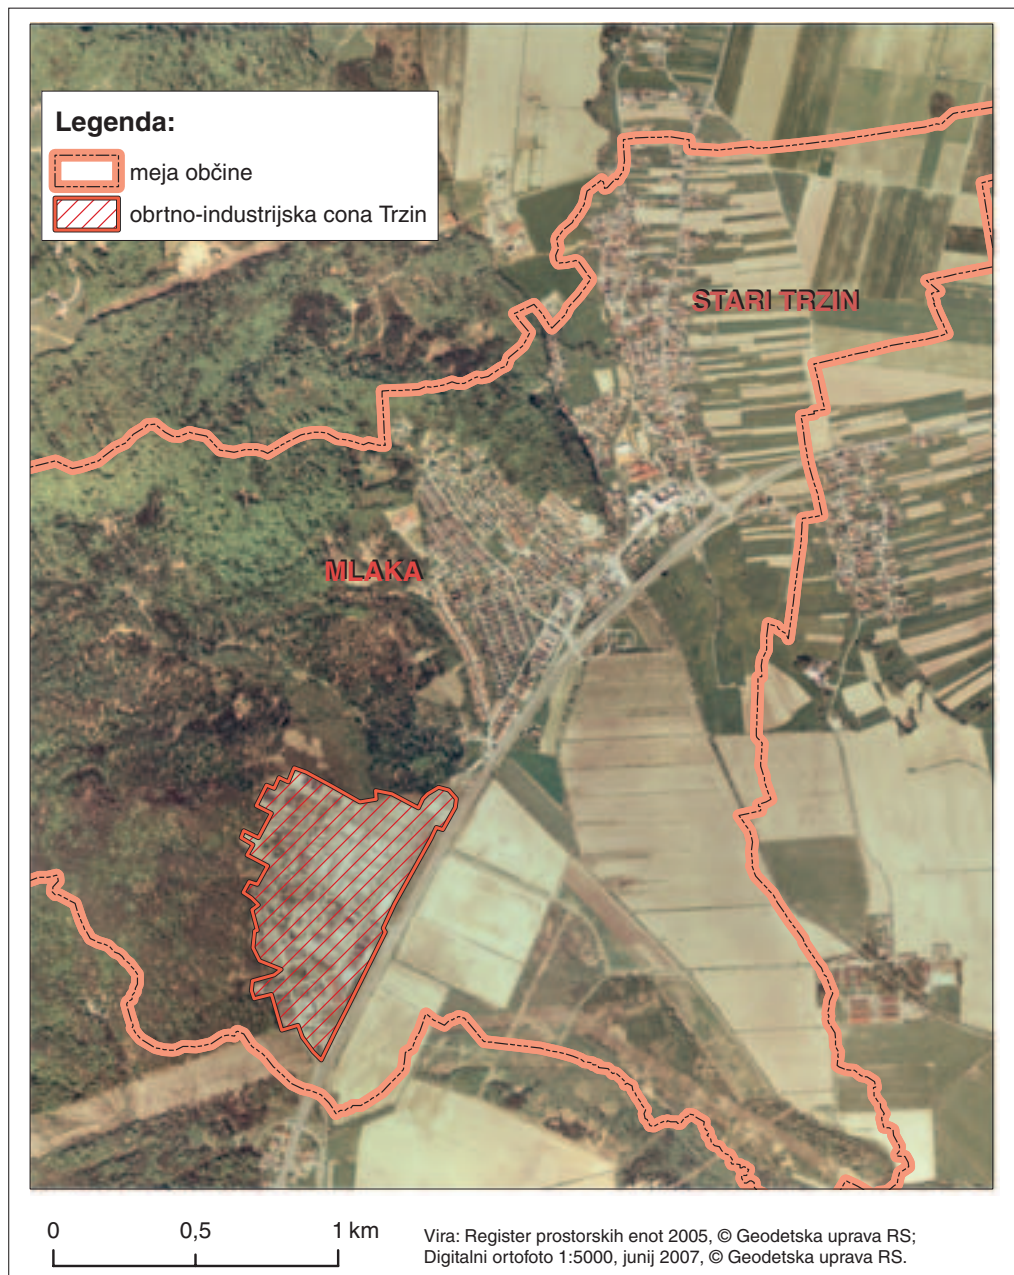 Legenda:
meja občine
obrtno-industrijska cona Trzin
STARI TRZIN
MLAKA
0 0,5 1 km
Vira: Register prostorskih enot 2005, © Geodetska uprava RS;
Digitalni ortofoto 1:5000, junij 2007, © Geodetska uprava RS.